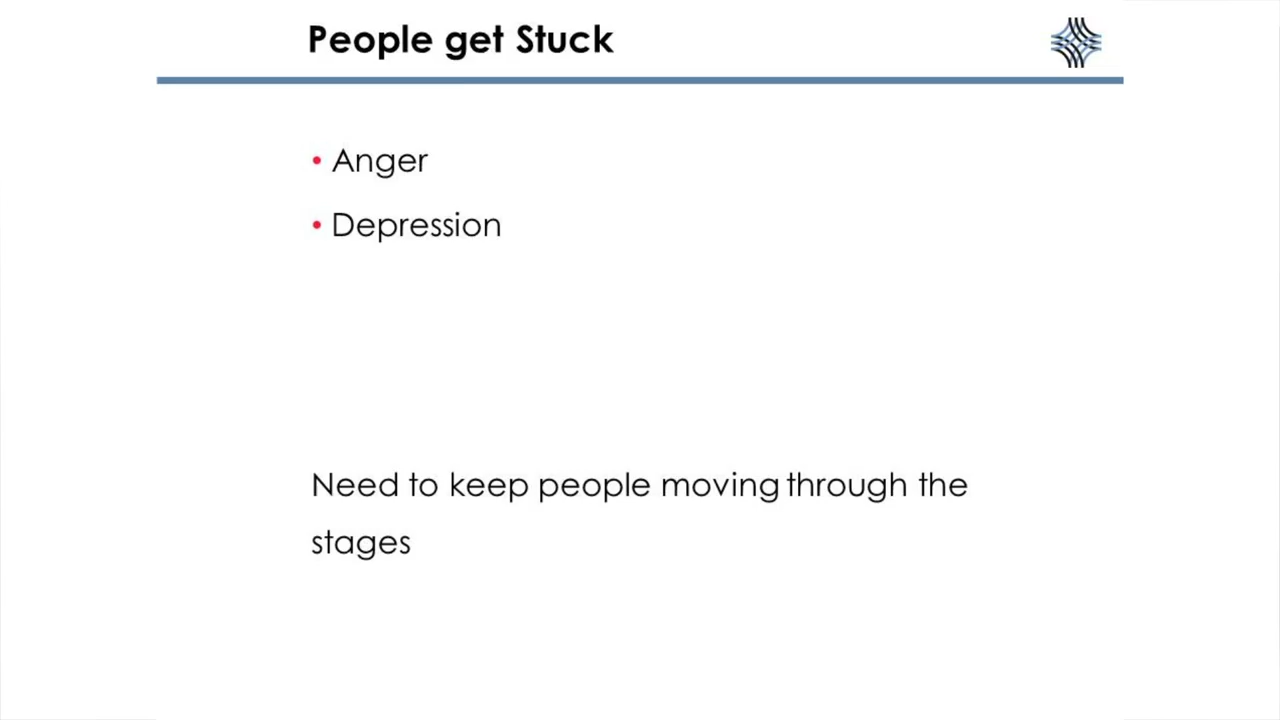 People get Stuck
• Anger
• Depression
Need to keep people moving through the
stages